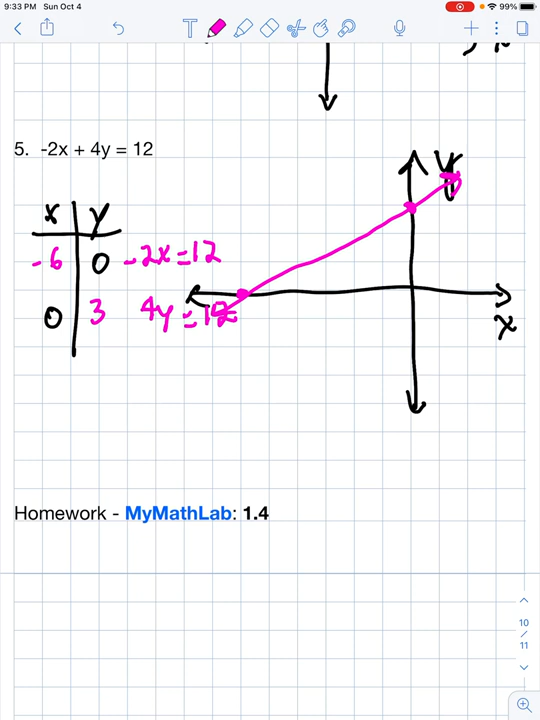 9:33 PM Sun Oct 4 99%
T
5. -2x + 4y = 12
y
x y
-6 0 -2x=12
0 3 4y=12
x
Homework - MyMathLab: 1.4
10
/
11